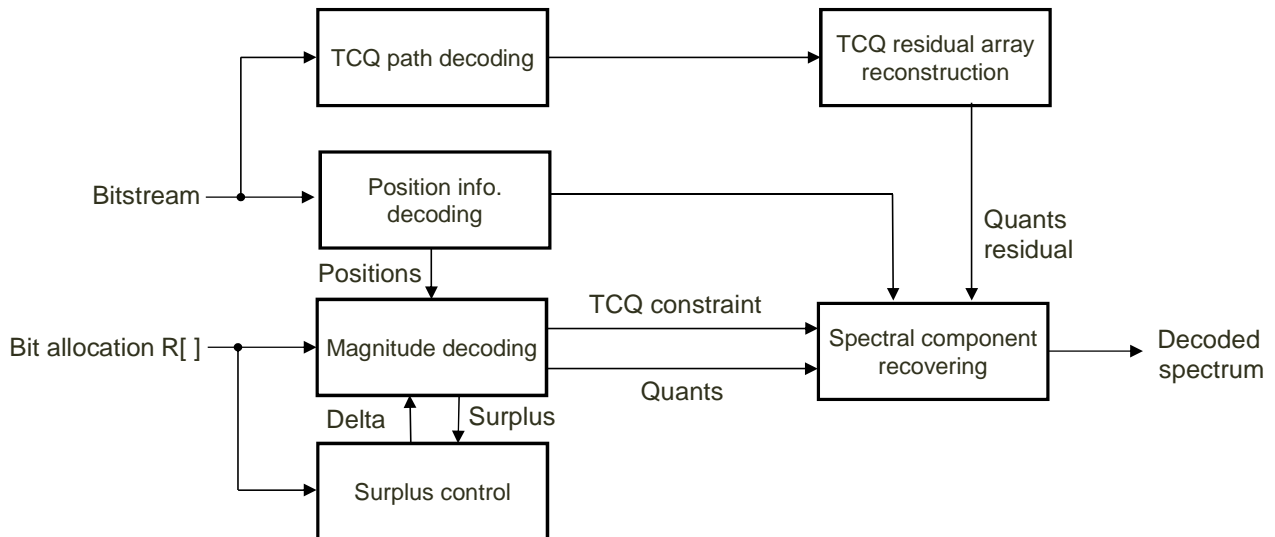 TCQ path decoding
TCQ residual array
reconstruction
Bitstream
Position info.
decoding
Quants
residual
Positions
TCQ constraint
Bit allocation R[ ]
Magnitude decoding
Spectral component
recovering
Decoded
spectrum
Quants
Delta
Surplus
Surplus control